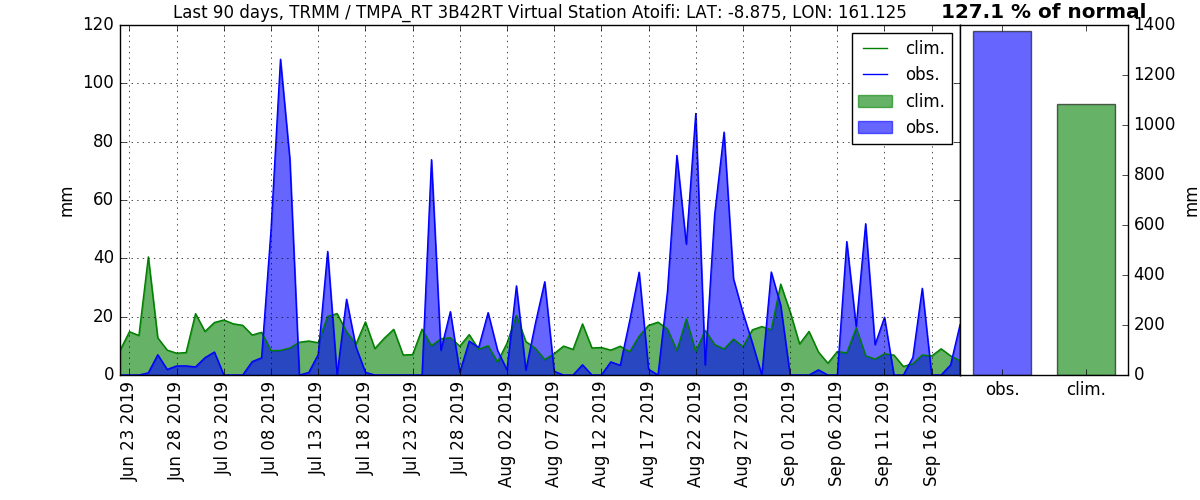 Last 90 days, TRMM / TMPA_RT 3B42RT Virtual Station Atoifi: LAT: -8.875, LON: 161.125
127.1 % of normal
120
100
80
60
40
20
0
mm
clim.
obs.
clim.
obs.
1400
1200
1000
800
600
400
200
0
mm
obs.
clim.
Jun 23 2019
Jun 28 2019
Jul 03 2019
Jul 08 2019
Jul 13 2019
Jul 18 2019
Jul 23 2019
Jul 28 2019
Aug 02 2019
Aug 07 2019
Aug 12 2019
Aug 17 2019
Aug 22 2019
Aug 27 2019
Sep 01 2019
Sep 06 2019
Sep 11 2019
Sep 16 2019